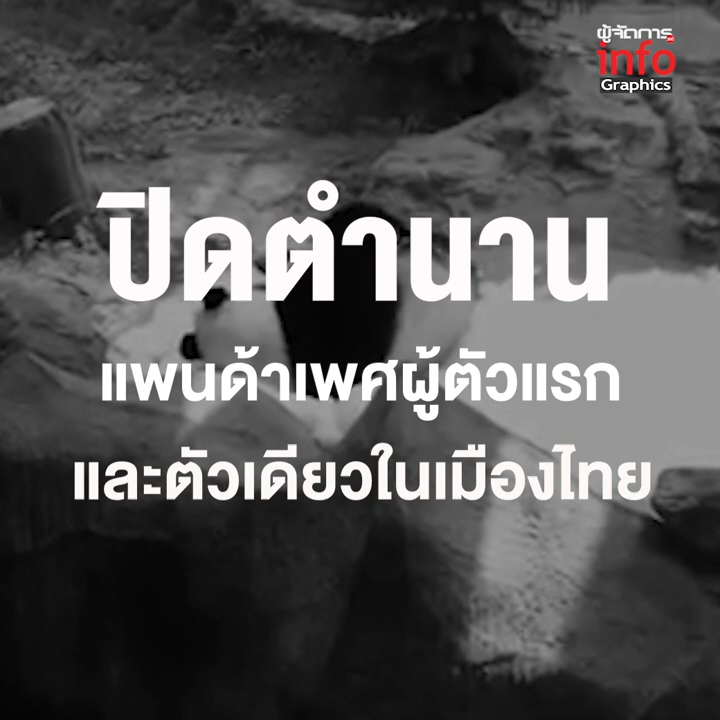 ผู้จัดการ
info
Graphics
ปิดตำนาน
แพนด้าเพศผู้ตัวแรก
และตัวเดียวในเมืองไทย